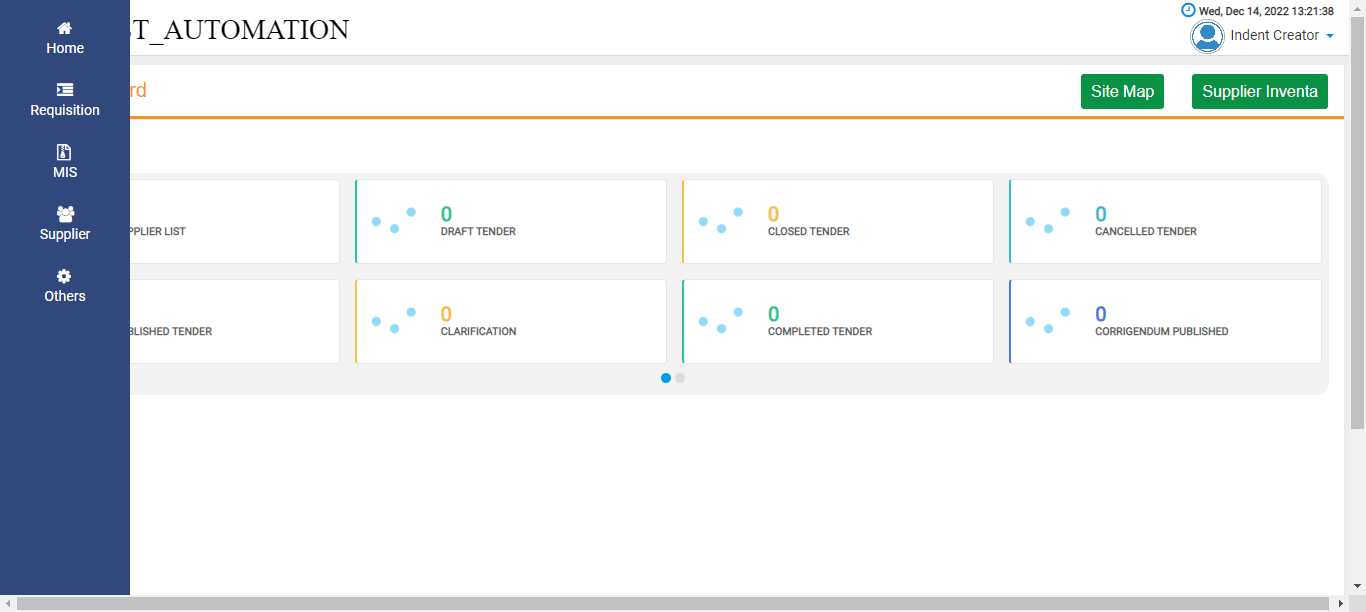 Home
Requisition
MIS
Supplier
Others
T_AUTOMATION
Wed, Dec 14, 2022 13:21:38
Indent Creator
rd
Site Map
Supplier Inventa
PPLIER LIST
0
DRAFT TENDER
0
CLOSED TENDER
0
CANCELLED TENDER
BLISHED TENDER
0
CLARIFICATION
0
COMPLETED TENDER
0
CORRIGENDUM PUBLISHED